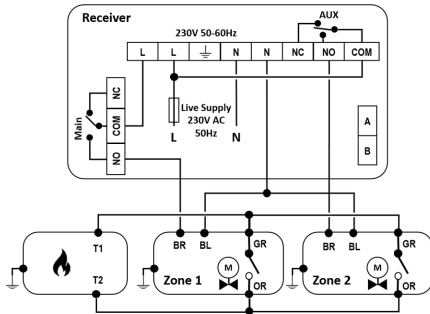 Receiver
AUX
230V 50-60Hz
L L N N NC NO COM
NC
COM
NO
Main
Live Supply
230V AC
50Hz
L
N
A
B
T1
T2
BR BL GR
M
Zone 1
OR
BR BL GR
M
Zone 2
OR